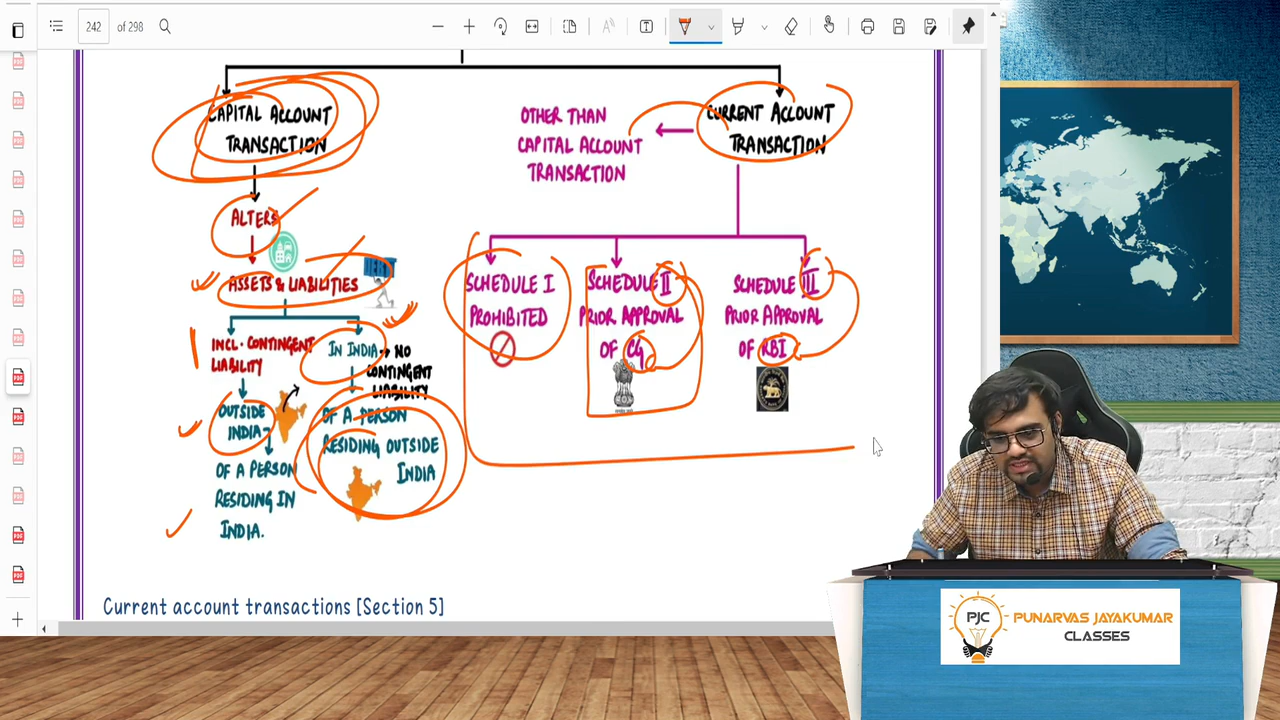 242
of 298
CAPITAL ACCOUNT
TRANSACTION
ALTERS
ASSETS & LIABILITIES
INCL. CONTINGENT
LIABILITY
OUTSIDE
INDIA
OF A PERSON
RESIDING IN
INDIA.
IN INDIA → NO
CONTINGENT
LIABILITY
OF A PERSON
RESIDING OUTSIDE
INDIA
OTHER THAN
CAPITAL ACCOUNT
TRANSACTION
CURRENT ACCOUNT
TRANSACTION
SCHEDULE I
PROHIBITED
SCHEDULE II
PRIOR APPROVAL
OF CG
SCHEDULE III
PRIOR APPROVAL
OF RBI
Current account transactions [Section 5]
PJC
PUNARVAS JAYAKUMAR
CLASSES